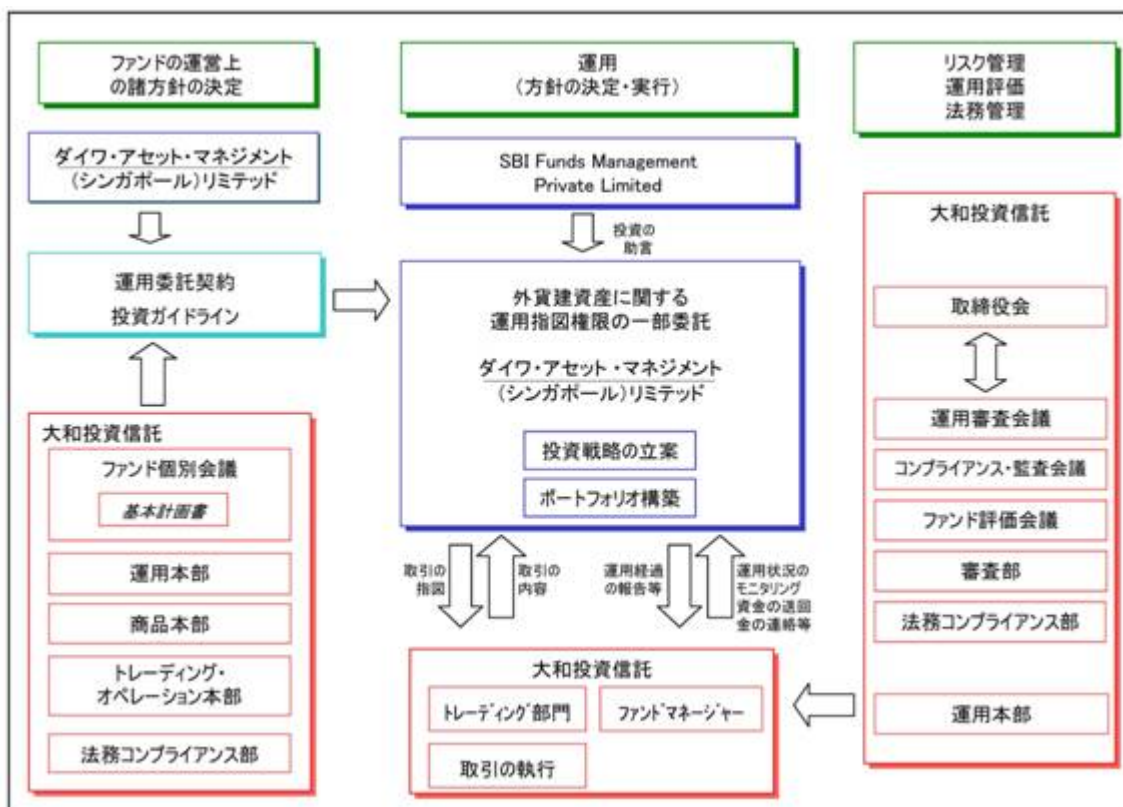 ファンドの運営上
の諸方針の決定
運用
(方針の決定・実行)
リスク管理
運用評価
法務管理
ダイワ・アセット・マネジメント
(シンガポール)リミテッド
SBI Funds Management
Private Limited
投資の
助言
運用委託契約
投資ガイドライン
外貨建資産に関する
運用指図権限の一部委託
ダイワ・アセット・マネジメント
(シンガポール)リミテッド
投資戦略の立案
ポートフォリオ構築
大和投資信託
取締役会
運用審査会議
コンプライアンス・監査会議
ファンド評価会議
審査部
法務コンプライアンス部
運用本部
大和投資信託
ファンド個別会議
基本計画書
運用本部
商品本部
トレーディング・
オペレーション本部
法務コンプライアンス部
取引の
指図
取引の
内容
運用経過
の報告等
運用状況の
モニタリング
資金の送回
金の連絡等
大和投資信託
トレーディング部門
ファンドマネージャー
取引の執行